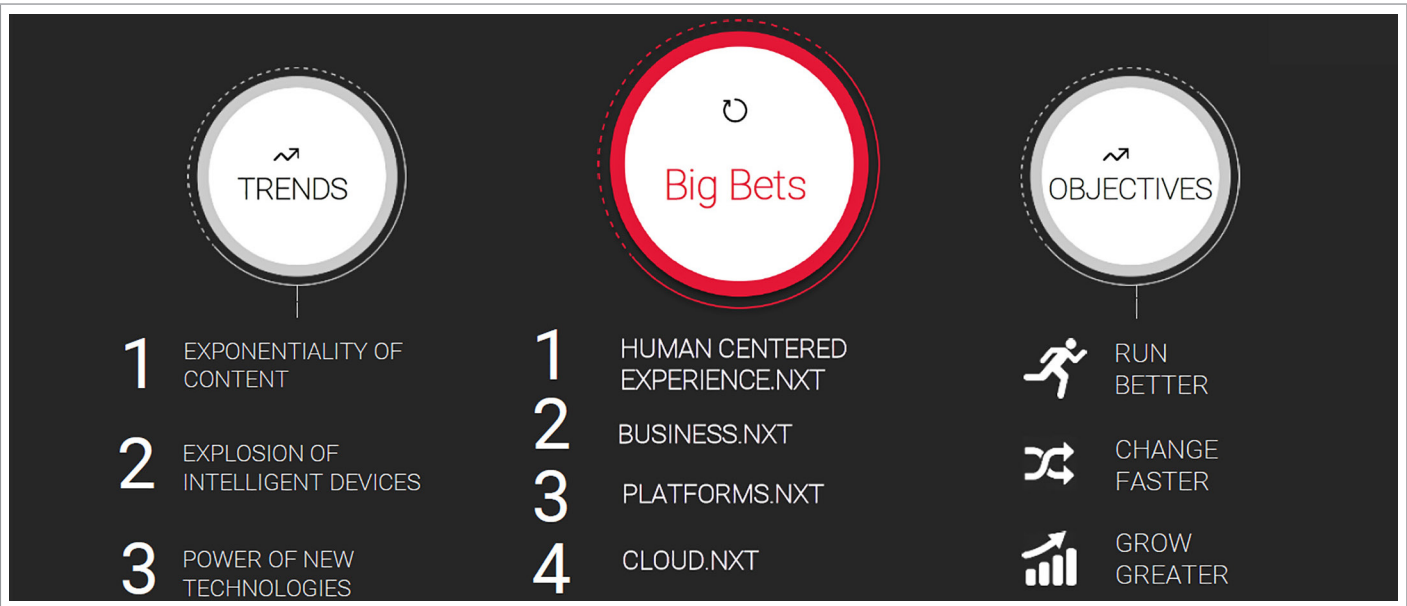 TRENDS
1
EXPONENTIALITY OF
CONTENT
2
EXPLOSION OF
INTELLIGENT DEVICES
3
POWER OF NEW
TECHNOLOGIES
Big Bets
1
HUMAN CENTERED
EXPERIENCE.NXT
2
BUSINESS.NXT
3
PLATFORMS.NXT
4
CLOUD.NXT
OBJECTIVES
RUN
BETTER
CHANGE
FASTER
GROW
GREATER